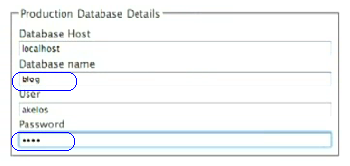 Production Database Details
Database Host
localhost
Database name
blog
User
akelos
Password
••••